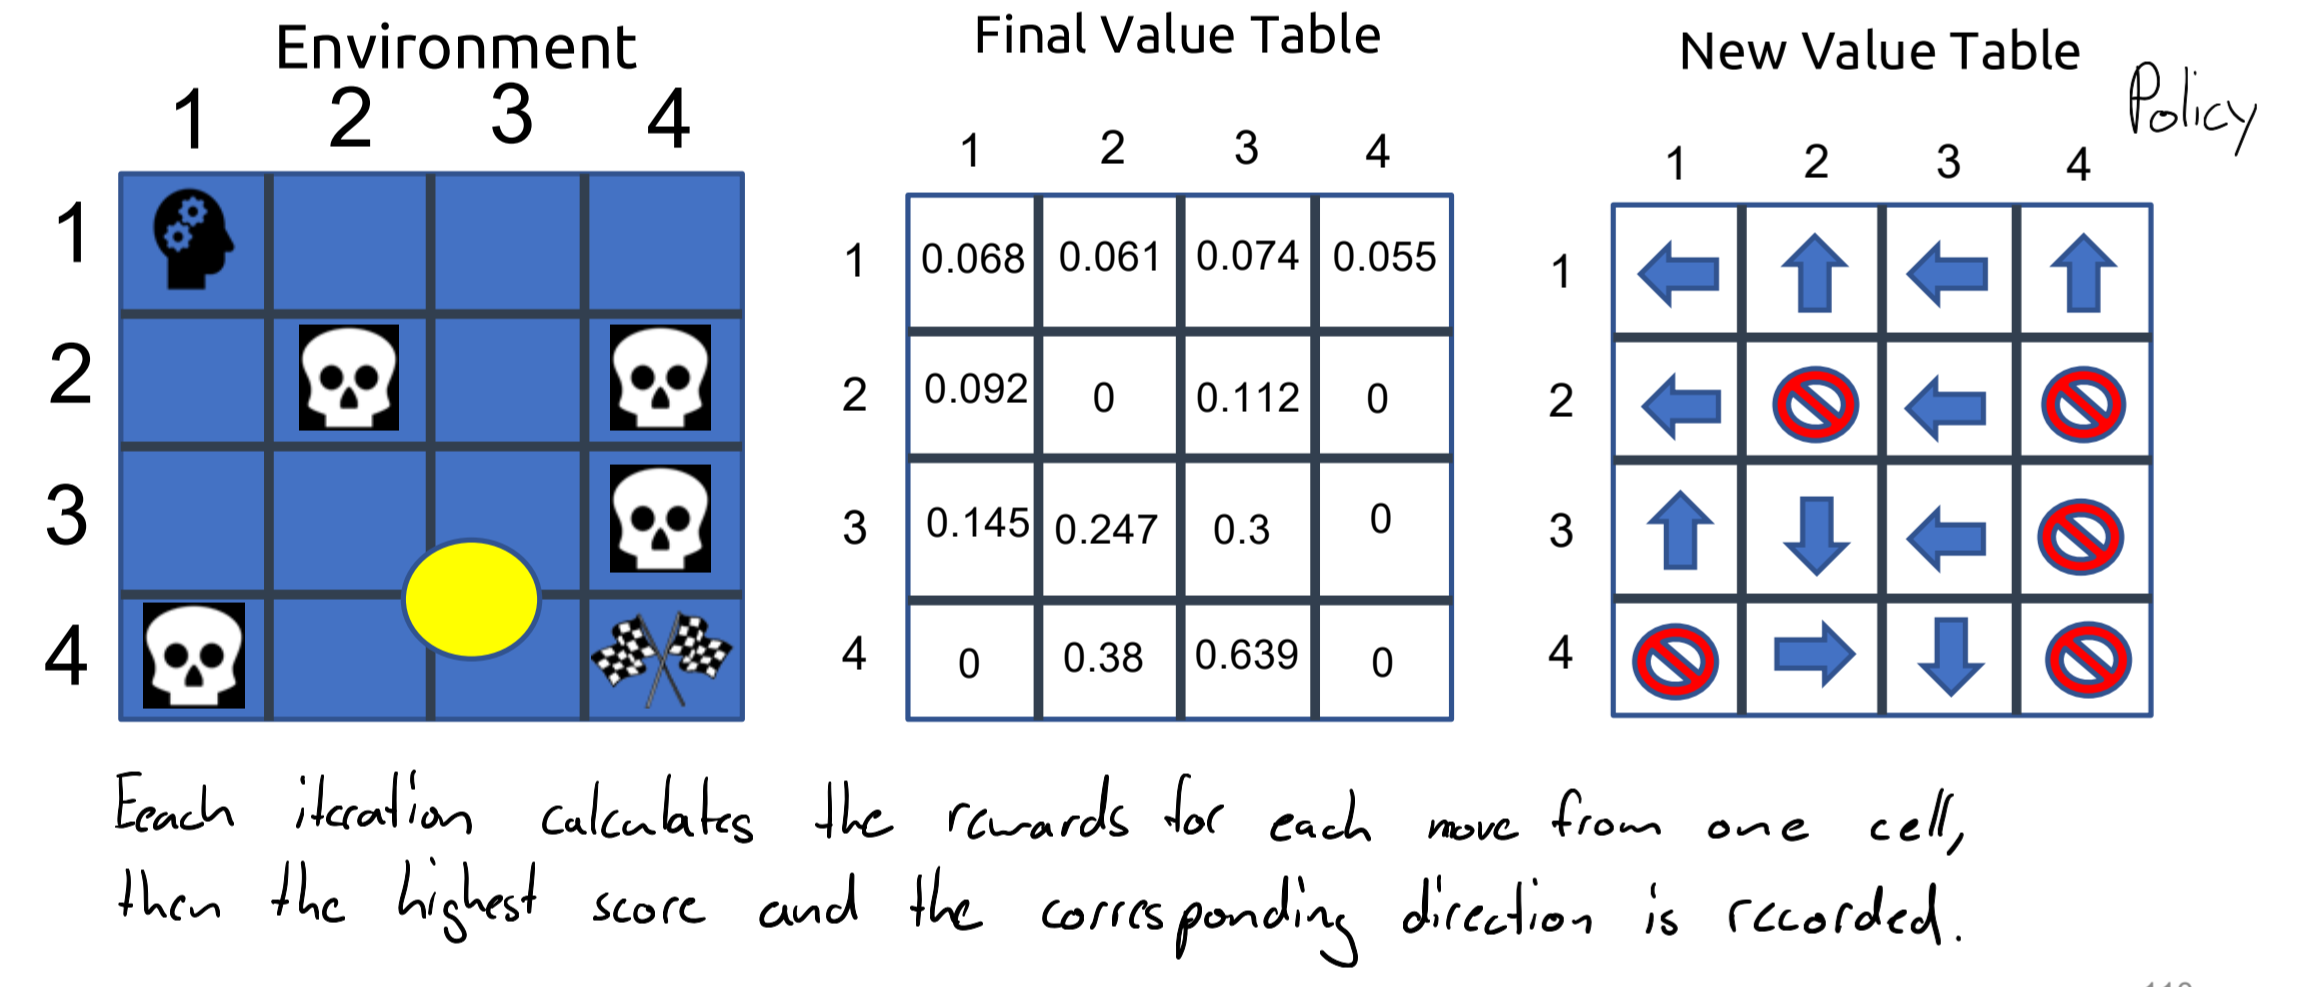 Environment
Final Value Table
New Value Table
Policy
1 2 3 4
1
2
3
4
1 2 3 4
1 0.068 0.061 0.074 0.055
2 0.092 0 0.112 0
3 0.145 0.247 0.3 0
4 0 0.38 0.639 0
1 2 3 4
1
2
3
4
Eeach iteration calculates the rewards for each move from one cell,
then the highest score and the corresponding direction is recorded.